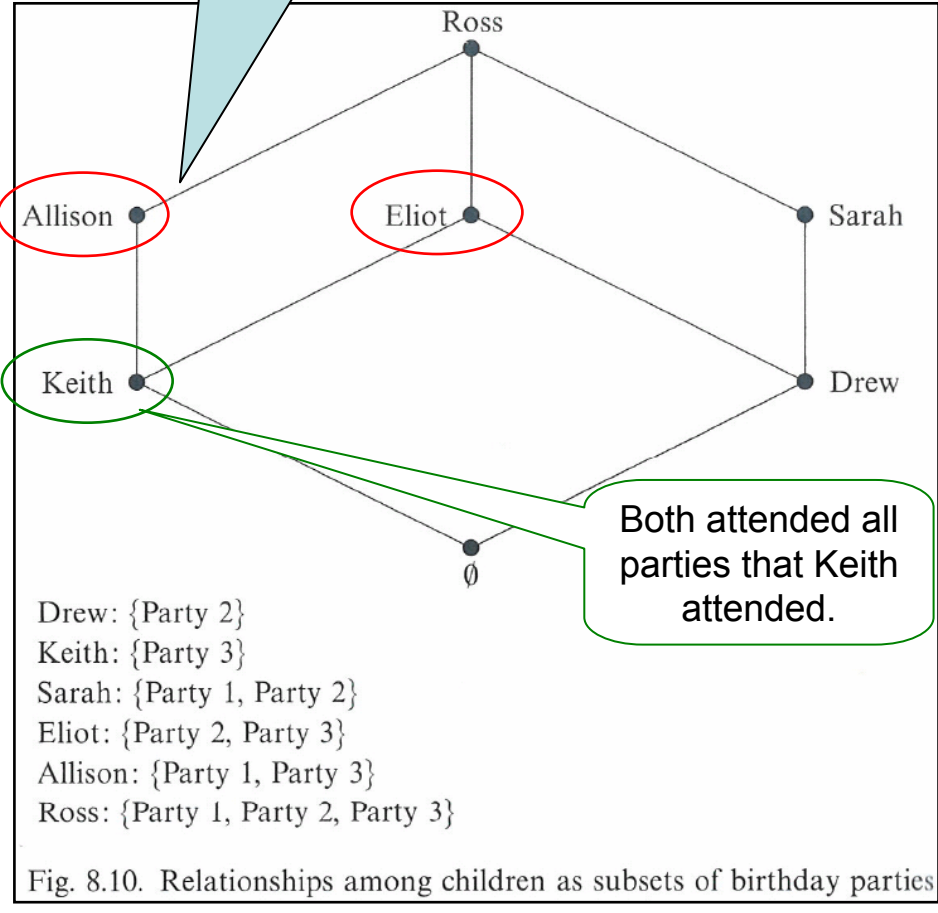 Ross
Allison
Eliot
Sarah
Keith
Drew
∅
Both attended all
parties that Keith
attended.
Drew: {Party 2}
Keith: {Party 3}
Sarah: {Party 1, Party 2}
Eliot: {Party 2, Party 3}
Allison: {Party 1, Party 3}
Ross: {Party 1, Party 2, Party 3}
Fig. 8.10. Relationships among children as subsets of birthday parties